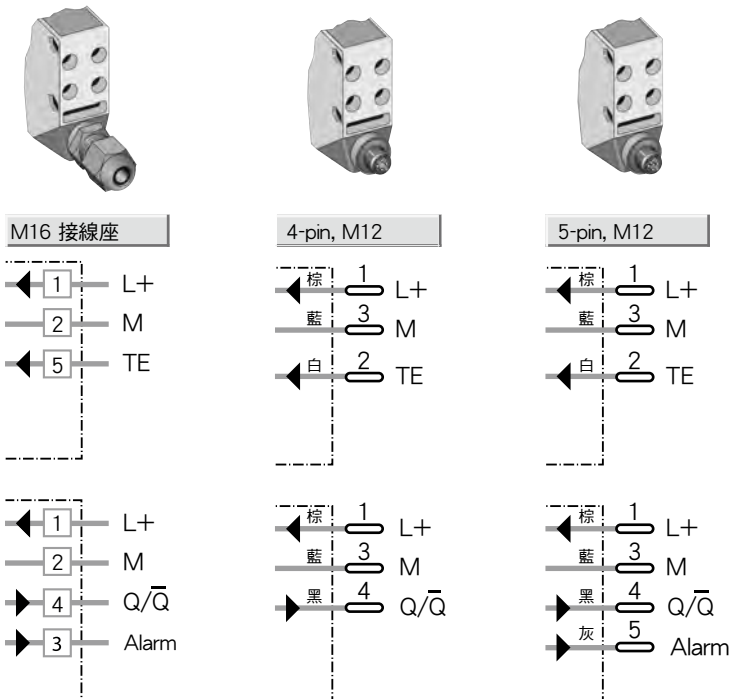 M16 接線座
1 L+
2 M
5 TE
1 L+
2 M
4 Q/Q̅
3 Alarm
4-pin, M12
棕 1 L+
藍 3 M
白 2 TE
棕 1 L+
藍 3 M
黑 4 Q/Q̅
5-pin, M12
棕 1 L+
藍 3 M
白 2 TE
棕 1 L+
藍 3 M
黑 4 Q/Q̅
灰 5 Alarm